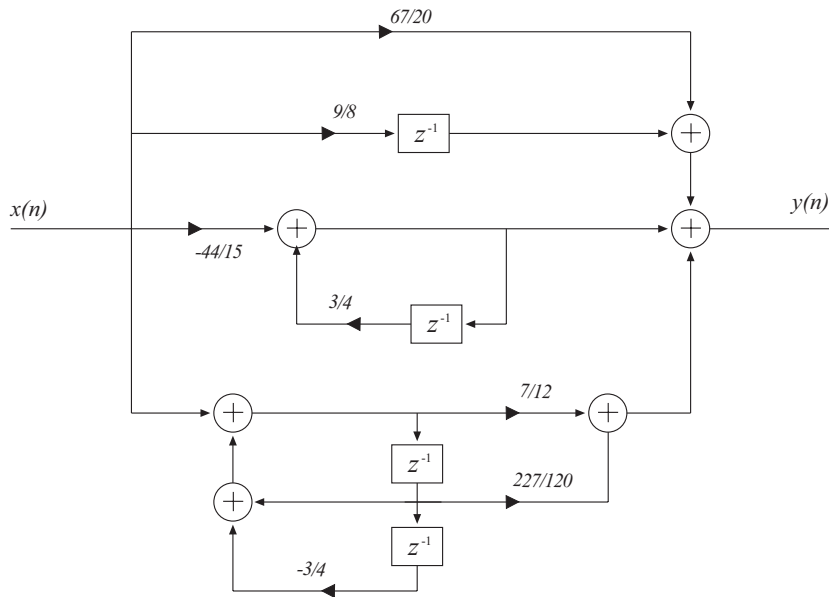 67/20
9/8
z⁻¹
+
x(n)
y(n)
+
+
-44/15
3/4
z⁻¹
7/12
+
+
z⁻¹
227/120
+
z⁻¹
-3/4